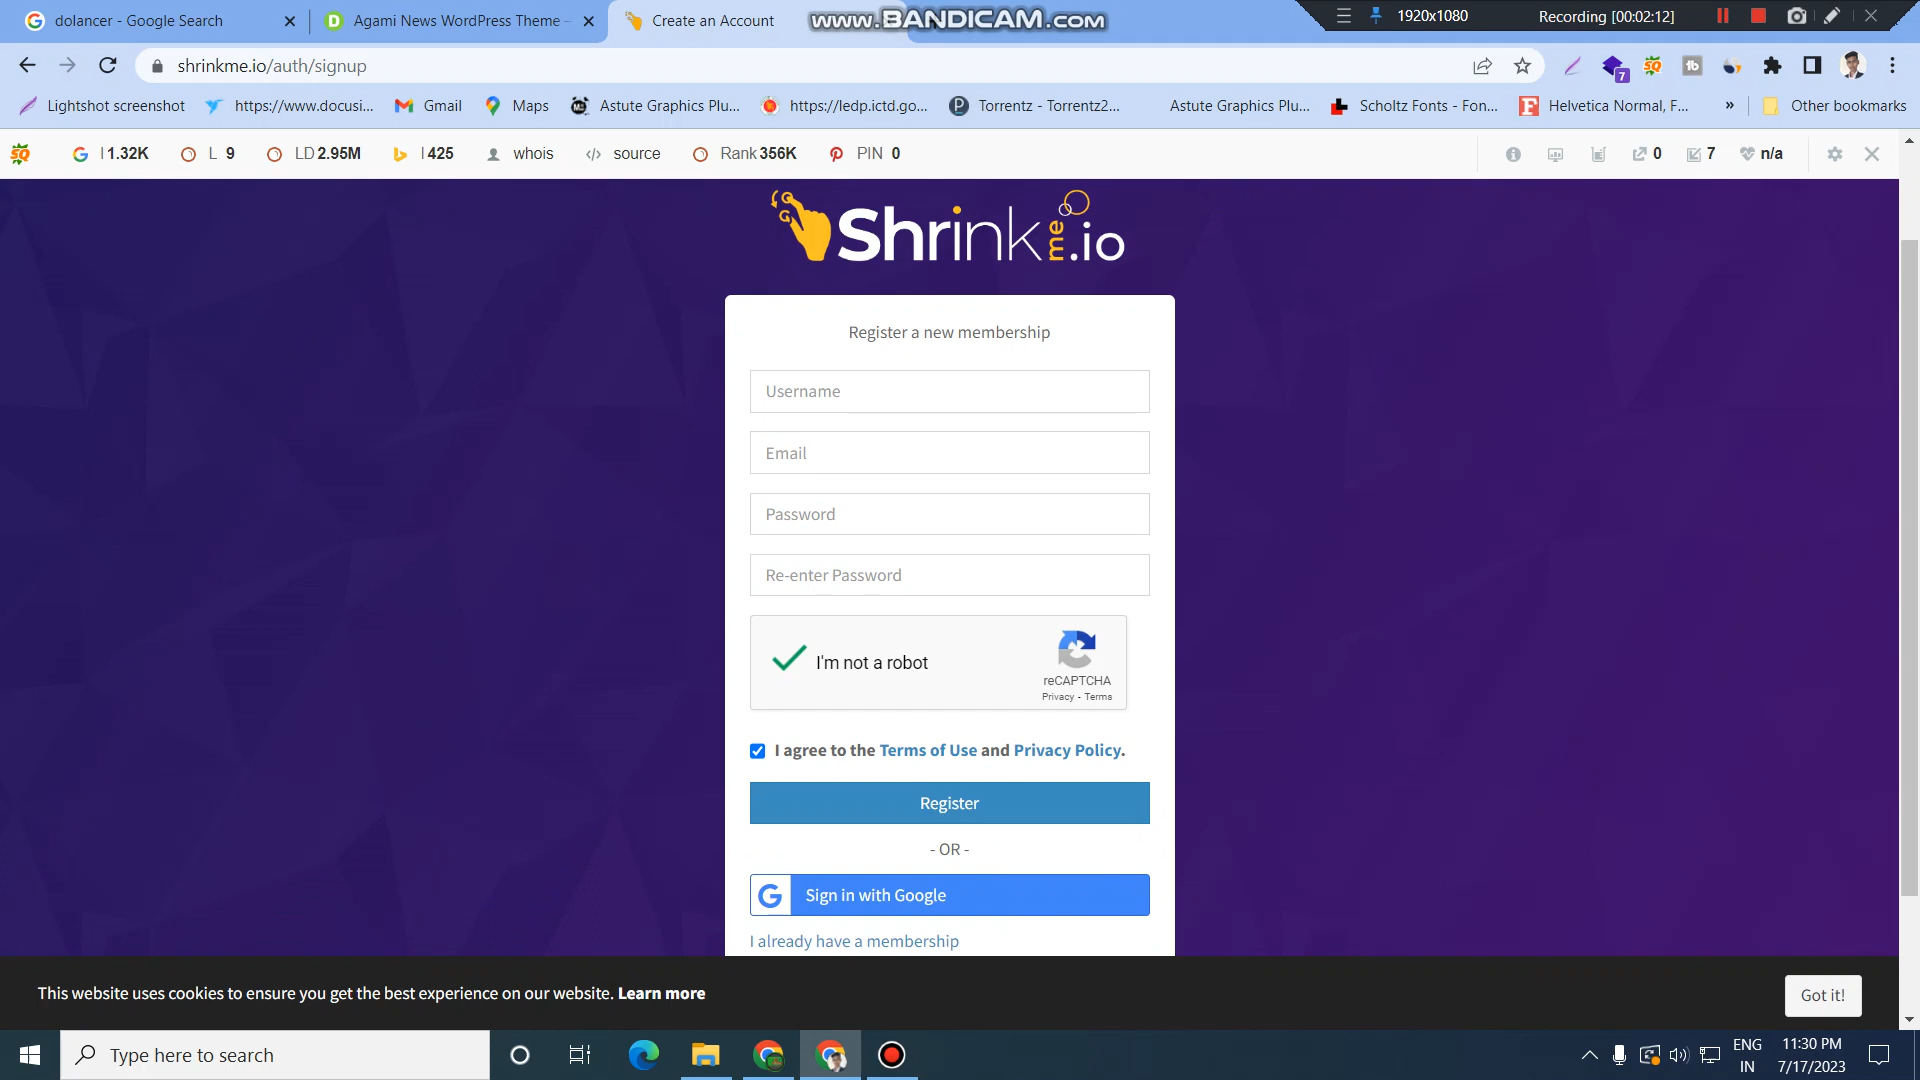 dolancer - Google Search
Agami News WordPress Theme -
Create an Account
www.BANDICAM.com
1920x1080
Recording [00:02:12]
shrinkme.io/auth/signup
7
Lightshot screenshot
https://www.docusi...
Gmail
Maps
Astute Graphics Plu...
https://ledp.ictd.go...
Torrentz - Torrentz2...
Astute Graphics Plu...
Scholtz Fonts - Fon...
Helvetica Normal, F...
»
Other bookmarks
I 1.32K
L 9
LD 2.95M
I 425
whois
source
Rank 356K
PIN 0
0
7
n/a
Shrinkme.io
Register a new membership
Username
Email
Password
Re-enter Password
I'm not a robot
reCAPTCHA
Privacy - Terms
I agree to the Terms of Use and Privacy Policy.
Register
- OR -
Sign in with Google
I already have a membership
This website uses cookies to ensure you get the best experience on our website. Learn more
Got it!
Type here to search
ENG
IN
11:30 PM
7/17/2023